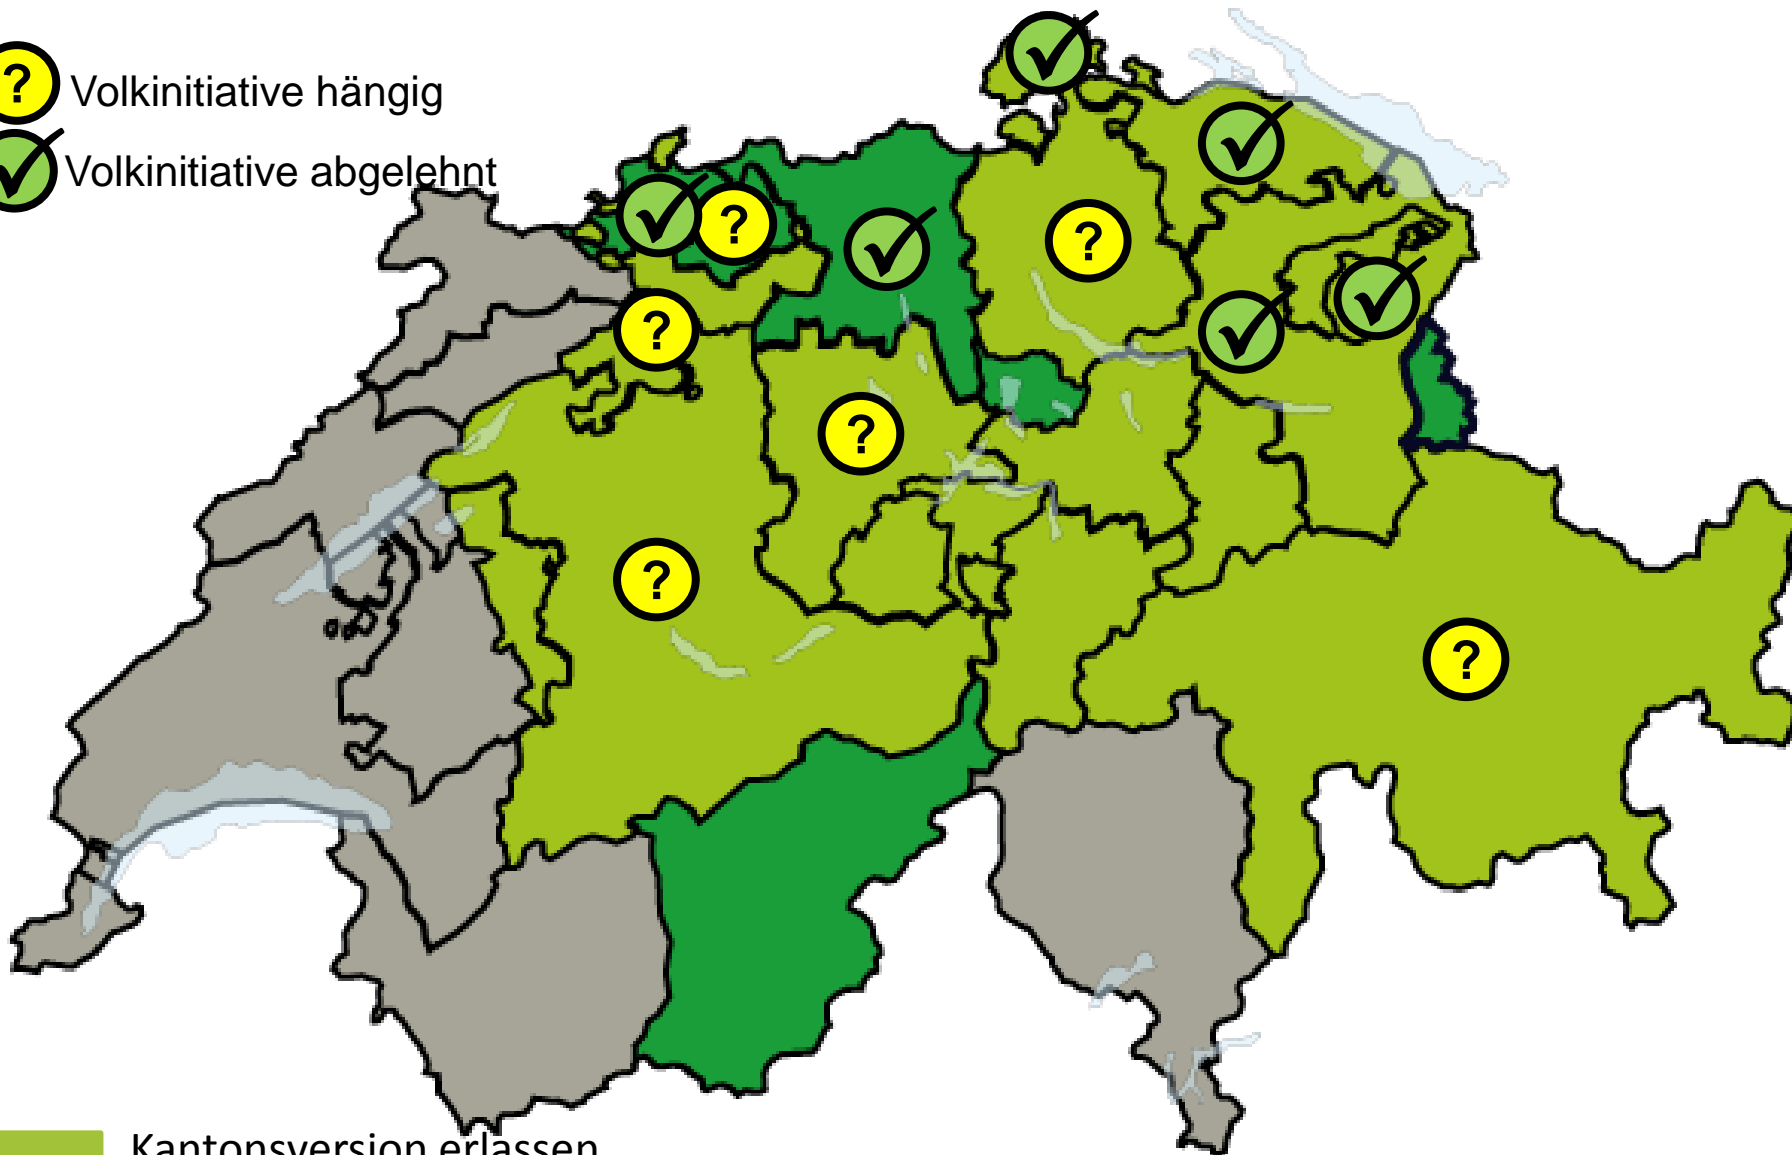 ? Volkinitiative hängig
Volkinitiative abgelehnt
?
?
?
?
?
?
Kantonsversion erlassen